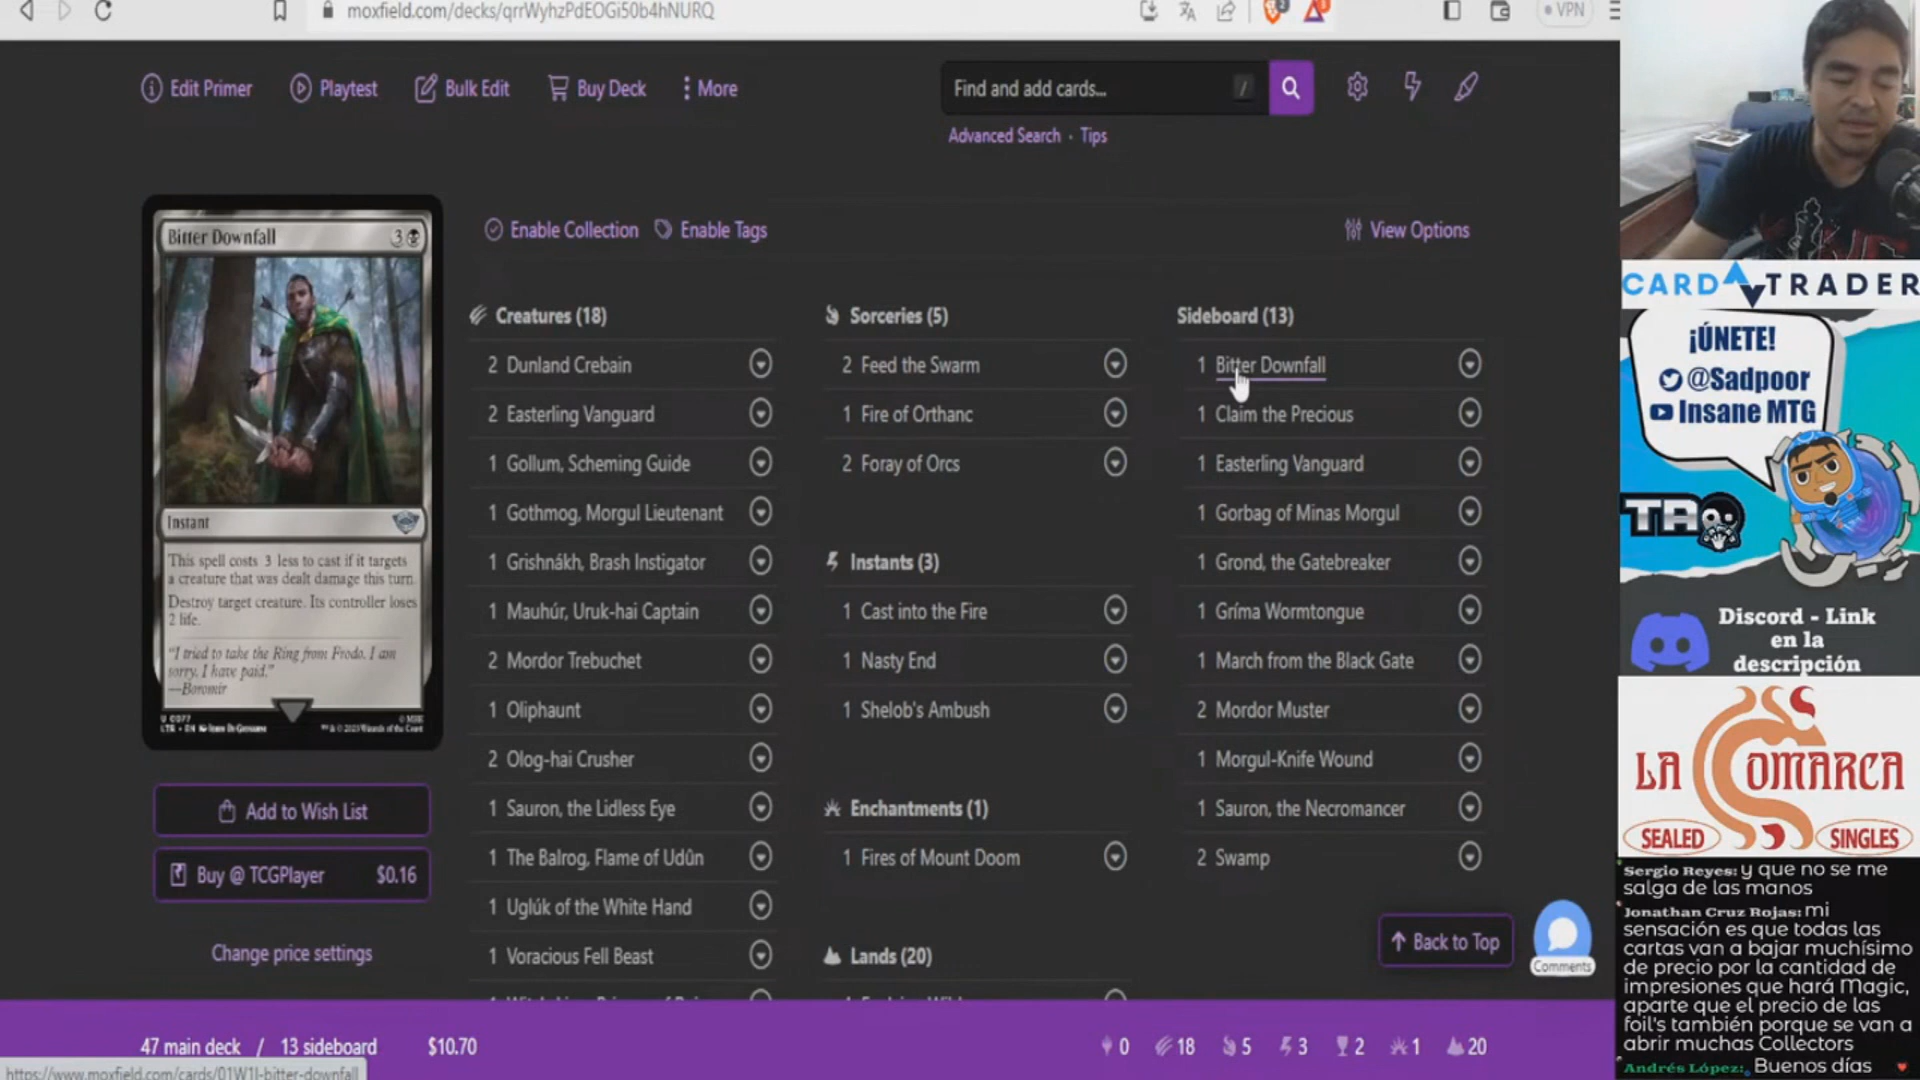 moxfield.com/decks/qrrWyhzPdEOGi50b4hNURQ
VPN
Edit Primer
Playtest
Bulk Edit
Buy Deck
More
Find and add cards...
/
Advanced Search · Tips
Enable Collection
Enable Tags
View Options
Bitter Downfall 3
Instant
This spell costs 3 less to cast if it targets
a creature that was dealt damage this turn.
Destroy target creature. Its controller loses
2 life.
"I tried to take the Ring from Frodo. I am
sorry. I have paid."
—Boromir
Add to Wish List
Buy @ TCGPlayer $0.16
Change price settings
Creatures (18)
2 Dunland Crebain
2 Easterling Vanguard
1 Gollum, Scheming Guide
1 Gothmog, Morgul Lieutenant
1 Grishnákh, Brash Instigator
1 Mauhúr, Uruk-hai Captain
2 Mordor Trebuchet
1 Oliphaunt
2 Olog-hai Crusher
1 Sauron, the Lidless Eye
1 The Balrog, Flame of Udûn
1 Uglúk of the White Hand
1 Voracious Fell Beast
Sorceries (5)
2 Feed the Swarm
1 Fire of Orthanc
2 Foray of Orcs
Instants (3)
1 Cast into the Fire
1 Nasty End
1 Shelob's Ambush
Enchantments (1)
1 Fires of Mount Doom
Lands (20)
Sideboard (13)
1 Bitter Downfall
1 Claim the Precious
1 Easterling Vanguard
1 Gorbag of Minas Morgul
1 Grond, the Gatebreaker
1 Gríma Wormtongue
1 March from the Black Gate
2 Mordor Muster
1 Morgul-Knife Wound
1 Sauron, the Necromancer
2 Swamp
Back to Top
Comments
47 main deck / 13 sideboard $10.70
0 18 5 3 2 1 20
https://www.moxfield.com/cards/01W1l-bitter-downfall
CARD TRADER
¡ÚNETE!
@Sadpoor
Insane MTG
Discord - Link
en la
descripción
LA COMARCA
SEALED SINGLES
Sergio Reyes: y que no se me
salga de las manos
Jonathan Cruz Rojas: mi
sensación es que todas las
cartas van a bajar muchísimo
de precio por la cantidad de
impresiones que hará Magic,
aparte que el precio de las
foil's también porque se van a
abrir muchas Collectors
Andrés López: Buenos días